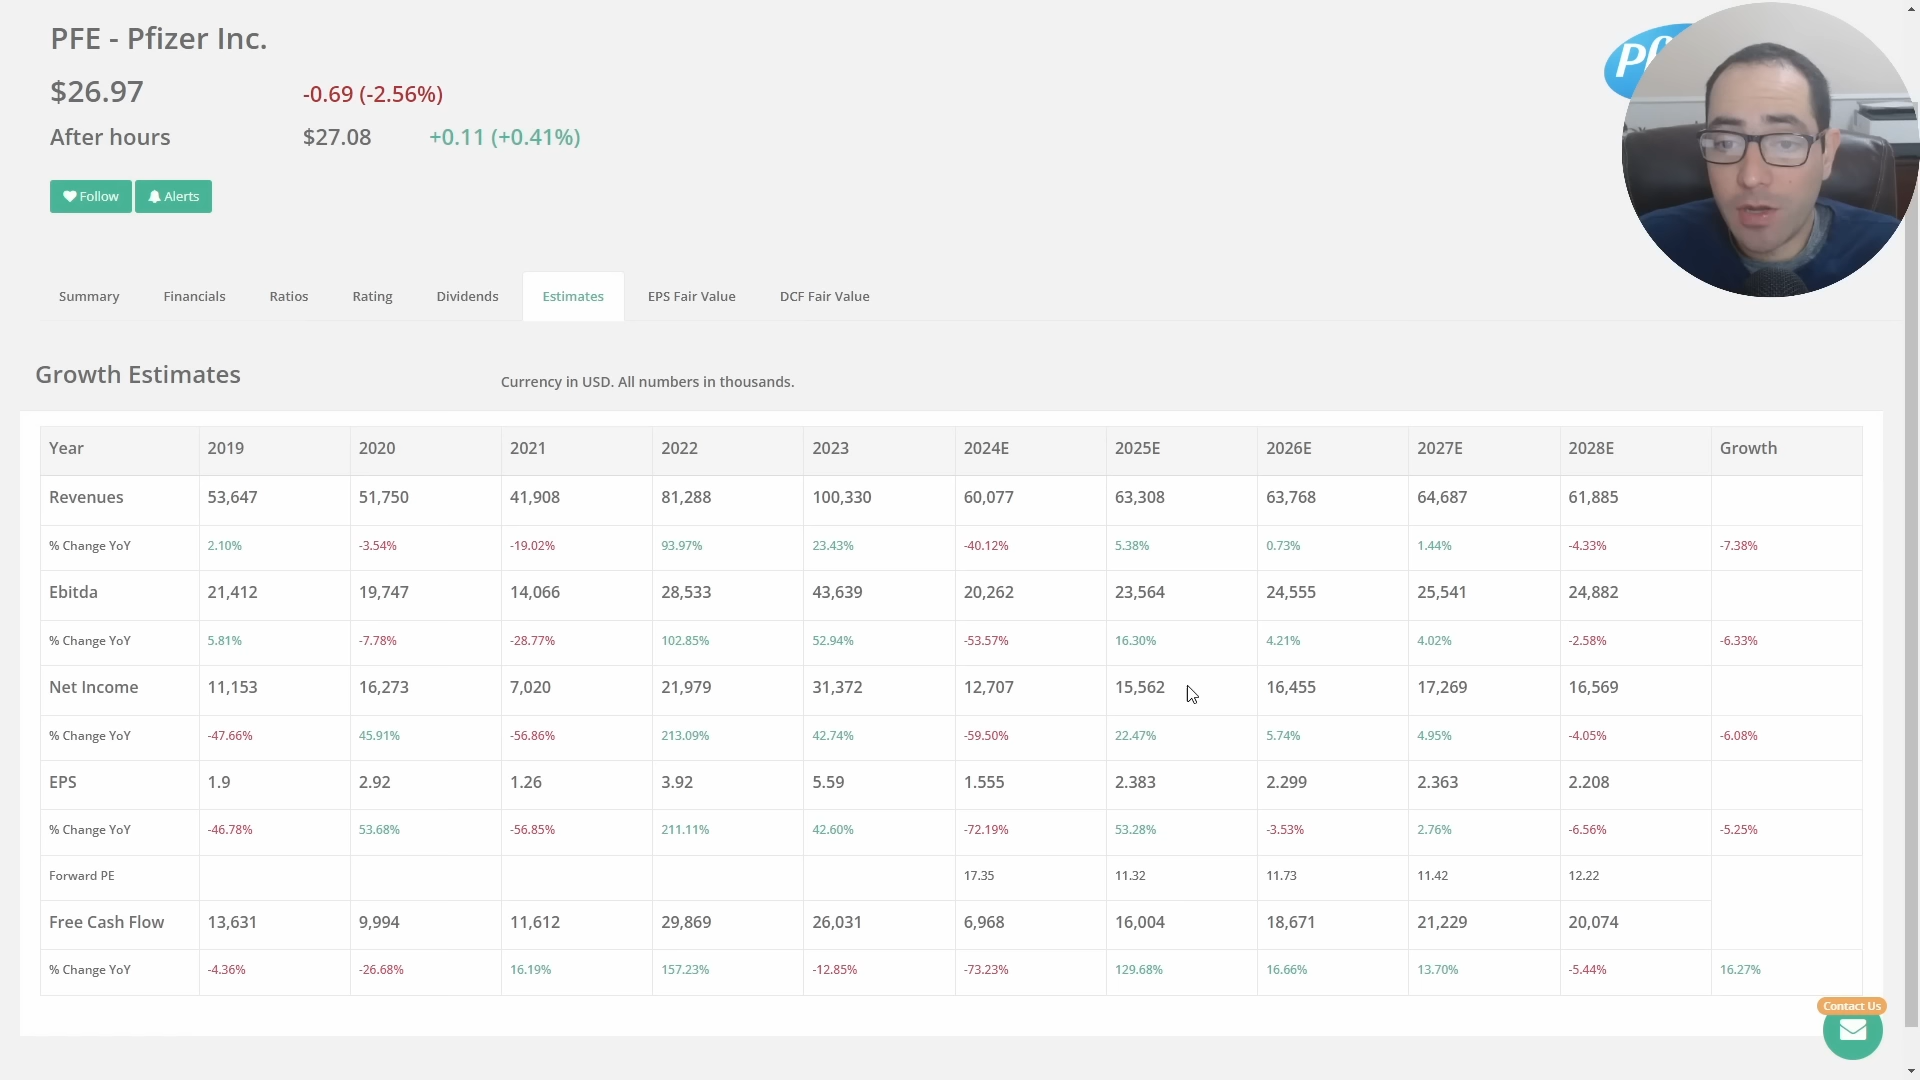 PFE - Pfizer Inc.
$26.97 -0.69 (-2.56%)
After hours $27.08 +0.11 (+0.41%)
Follow Alerts
Summary Financials Ratios Rating Dividends Estimates EPS Fair Value DCF Fair Value
Growth Estimates Currency in USD. All numbers in thousands.
Year 2019 2020 2021 2022 2023 2024E 2025E 2026E 2027E 2028E Growth
Revenues 53,647 51,750 41,908 81,288 100,330 60,077 63,308 63,768 64,687 61,885
% Change YoY 2.10% -3.54% -19.02% 93.97% 23.43% -40.12% 5.38% 0.73% 1.44% -4.33% -7.38%
Ebitda 21,412 19,747 14,066 28,533 43,639 20,262 23,564 24,555 25,541 24,882
% Change YoY 5.81% -7.78% -28.77% 102.85% 52.94% -53.57% 16.30% 4.21% 4.02% -2.58% -6.33%
Net Income 11,153 16,273 7,020 21,979 31,372 12,707 15,562 16,455 17,269 16,569
% Change YoY -47.66% 45.91% -56.86% 213.09% 42.74% -59.50% 22.47% 5.74% 4.95% -4.05% -6.08%
EPS 1.9 2.92 1.26 3.92 5.59 1.555 2.383 2.299 2.363 2.208
% Change YoY -46.78% 53.68% -56.85% 211.11% 42.60% -72.19% 53.28% -3.53% 2.76% -6.56% -5.25%
Forward PE 17.35 11.32 11.73 11.42 12.22
Free Cash Flow 13,631 9,994 11,612 29,869 26,031 6,968 16,004 18,671 21,229 20,074
% Change YoY -4.36% -26.68% 16.19% 157.23% -12.85% -73.23% 129.68% 16.66% 13.70% -5.44% 16.27%
Contact Us